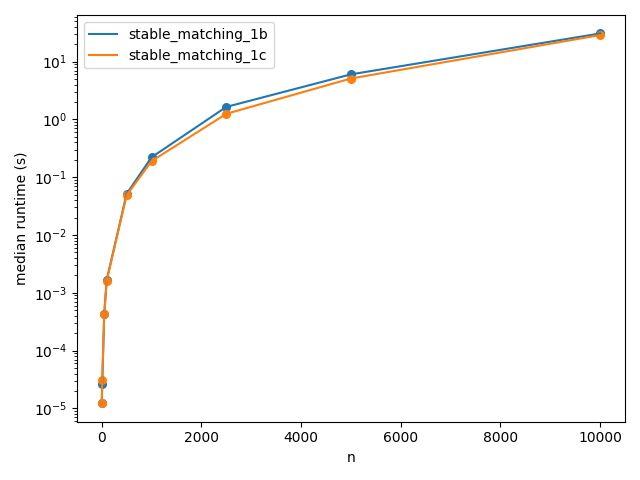 stable_matching_1b
stable_matching_1c
median runtime (s)
10¹
10⁰
10⁻¹
10⁻²
10⁻³
10⁻⁴
10⁻⁵
0 2000 4000 6000 8000 10000
n